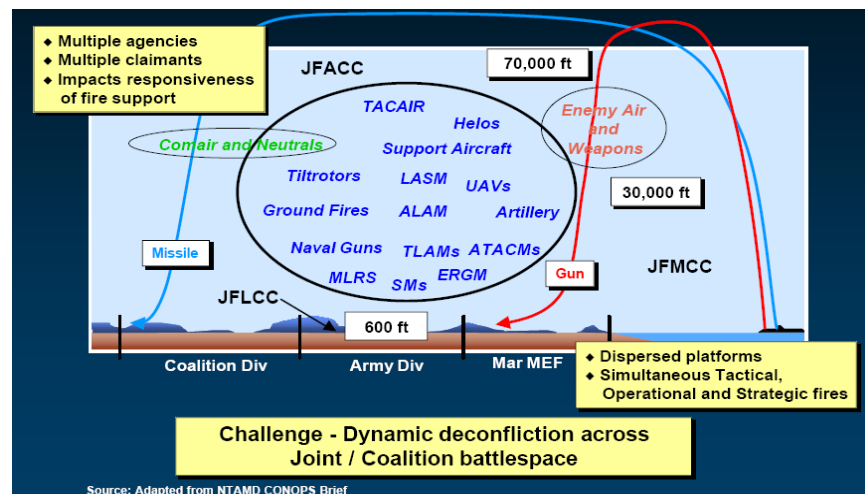 ◆ Multiple agencies
◆ Multiple claimants
◆ Impacts responsiveness
of fire support
JFACC
70,000 ft
TACAIR
Helos
Enemy Air
and
Weapons
Comair and Neutrals
Support Aircraft
Tiltrotors
LASM
UAVs
30,000 ft
Ground Fires
ALAM
Artillery
Missile
Naval Guns
TLAMs
ATACMs
Gun
JFMCC
MLRS
SMs
ERGM
JFLCC
600 ft
Coalition Div
Army Div
Mar MEF
◆ Dispersed platforms
◆ Simultaneous Tactical,
Operational and Strategic fires
Challenge - Dynamic deconfliction across
Joint / Coalition battlespace
Source: Adapted from NTAMD CONOPS Brief